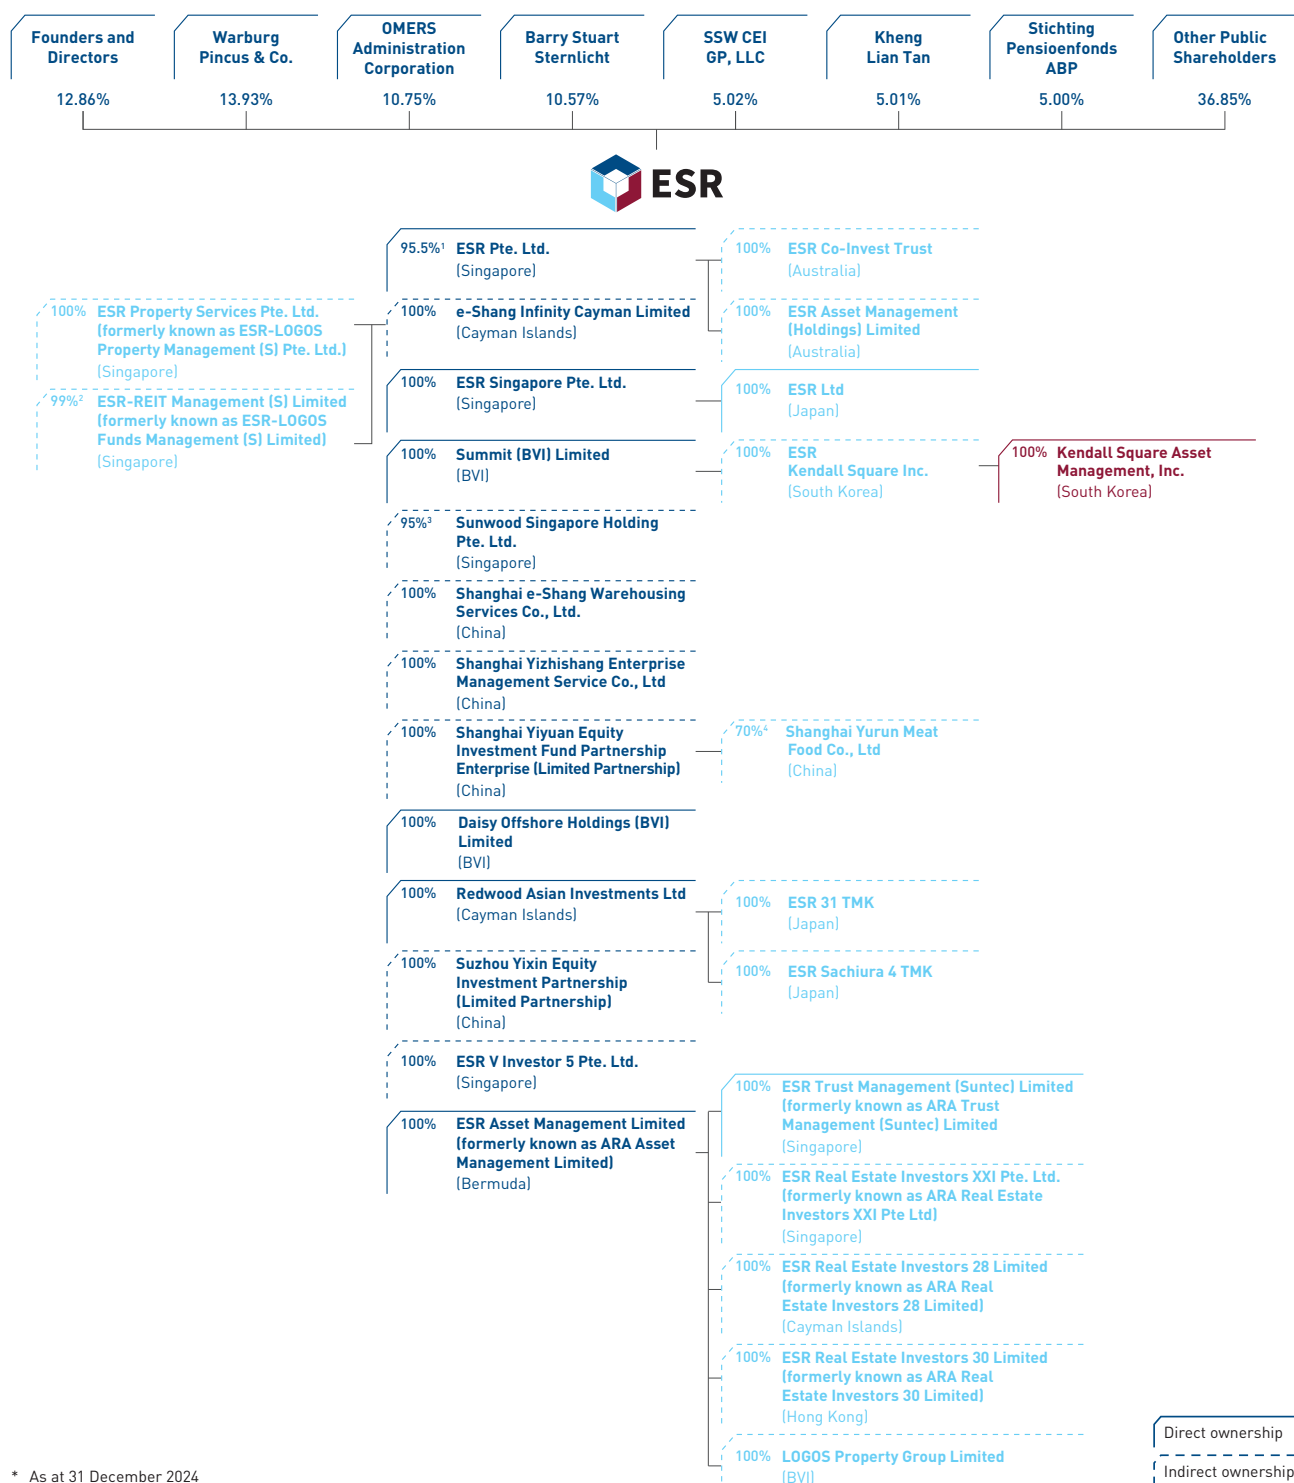 Founders and
Directors
Warburg
Pincus & Co.
OMERS
Administration
Corporation
Barry Stuart
Sternlicht
SSW CEI
GP, LLC
Kheng
Lian Tan
Stichting
Pensioenfonds
ABP
Other Public
Shareholders
12.86%
13.93%
10.75%
10.57%
5.02%
5.01%
5.00%
36.85%
ESR
95.5%1 ESR Pte. Ltd.
(Singapore)
100% ESR Co-Invest Trust
(Australia)
100% ESR Property Services Pte. Ltd.
(formerly known as ESR-LOGOS
Property Management (S) Pte. Ltd.)
(Singapore)
100% e-Shang Infinity Cayman Limited
(Cayman Islands)
100% ESR Asset Management
(Holdings) Limited
(Australia)
99%2 ESR-REIT Management (S) Limited
(formerly known as ESR-LOGOS
Funds Management (S) Limited)
(Singapore)
100% ESR Singapore Pte. Ltd.
(Singapore)
100% ESR Ltd
(Japan)
100% Summit (BVI) Limited
(BVI)
100% ESR
Kendall Square Inc.
(South Korea)
100% Kendall Square Asset
Management, Inc.
(South Korea)
95%3 Sunwood Singapore Holding
Pte. Ltd.
(Singapore)
100% Shanghai e-Shang Warehousing
Services Co., Ltd.
(China)
100% Shanghai Yizhishang Enterprise
Management Service Co., Ltd
(China)
100% Shanghai Yiyuan Equity
Investment Fund Partnership
Enterprise (Limited Partnership)
(China)
70%4 Shanghai Yurun Meat
Food Co., Ltd
(China)
100% Daisy Offshore Holdings (BVI)
Limited
(BVI)
100% Redwood Asian Investments Ltd
(Cayman Islands)
100% ESR 31 TMK
(Japan)
100% Suzhou Yixin Equity
Investment Partnership
(Limited Partnership)
(China)
100% ESR Sachiura 4 TMK
(Japan)
100% ESR V Investor 5 Pte. Ltd.
(Singapore)
100% ESR Asset Management Limited
(formerly known as ARA Asset
Management Limited)
(Bermuda)
100% ESR Trust Management (Suntec) Limited
(formerly known as ARA Trust
Management (Suntec) Limited
(Singapore)
100% ESR Real Estate Investors XXI Pte. Ltd.
(formerly known as ARA Real Estate
Investors XXI Pte Ltd)
(Singapore)
100% ESR Real Estate Investors 28 Limited
(formerly known as ARA Real
Estate Investors 28 Limited)
(Cayman Islands)
100% ESR Real Estate Investors 30 Limited
(formerly known as ARA Real
Estate Investors 30 Limited)
(Hong Kong)
100% LOGOS Property Group Limited
(BVI)
Direct ownership
Indirect ownership
* As at 31 December 2024